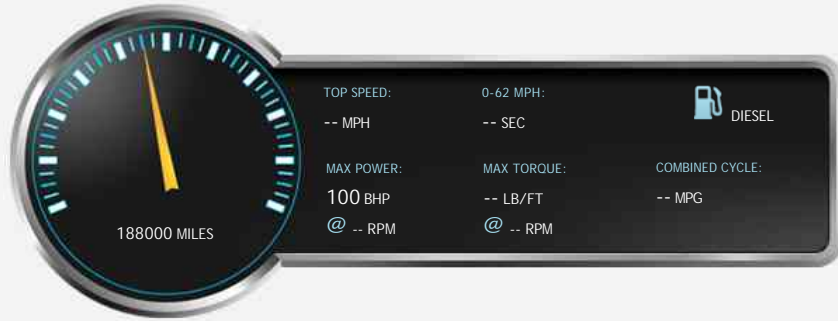 TOP SPEED:
-- MPH
0-62 MPH:
-- SEC
DIESEL
MAX POWER:
100 BHP
@ -- RPM
MAX TORQUE:
-- LB/FT
@ -- RPM
COMBINED CYCLE:
-- MPG
188000 MILES